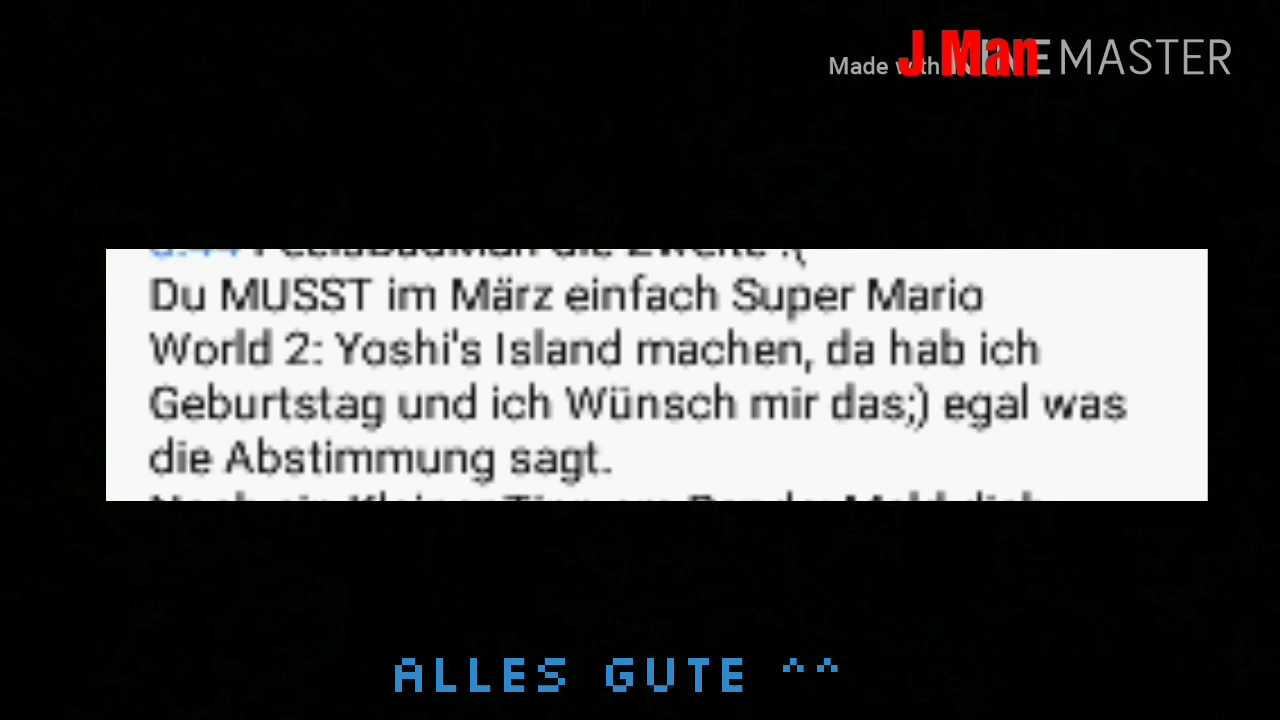 Made with KINEMASTER
J Man
Du MUSST im März einfach Super Mario
World 2: Yoshi's Island machen, da hab ich
Geburtstag und ich Wünsch mir das;) egal was
die Abstimmung sagt.
ALLES GUTE ^^